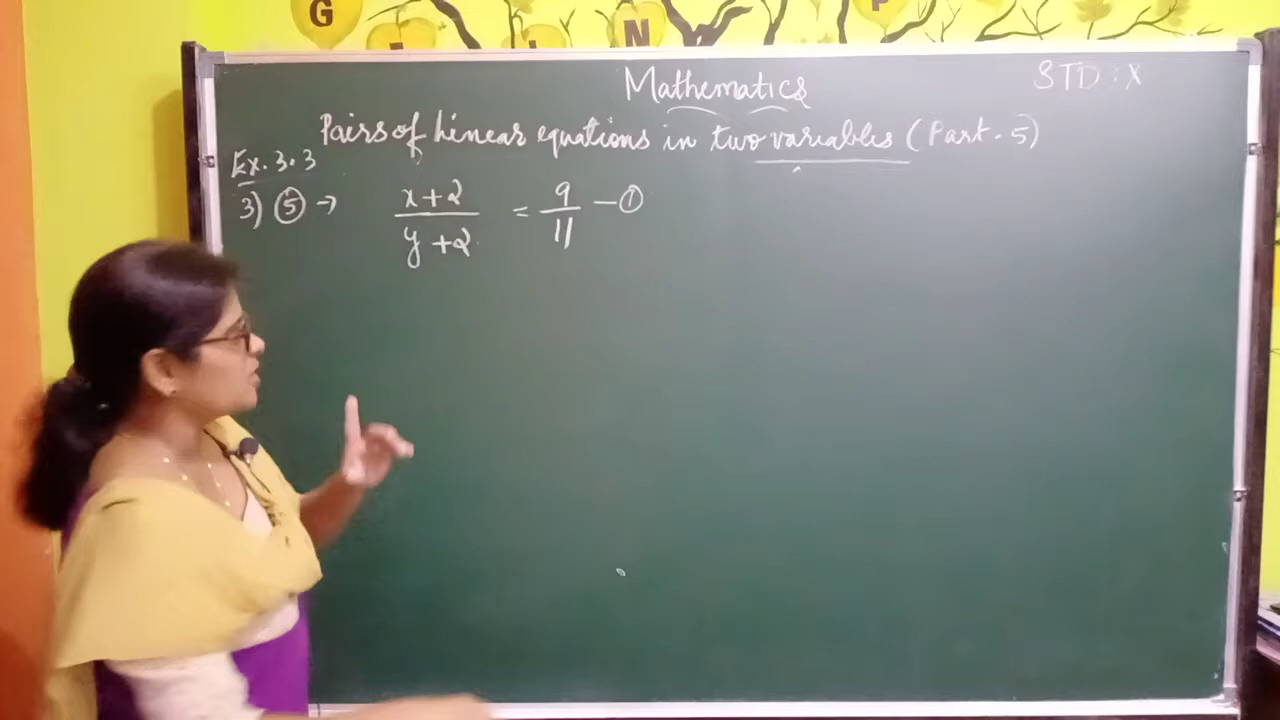 G I I N P
Mathematics
STD : X
Pairs of Linear equations in two variables (Part - 5)
Ex. 3.3
3) ⑤ → x+2 / y+2 = 9/11 — ①